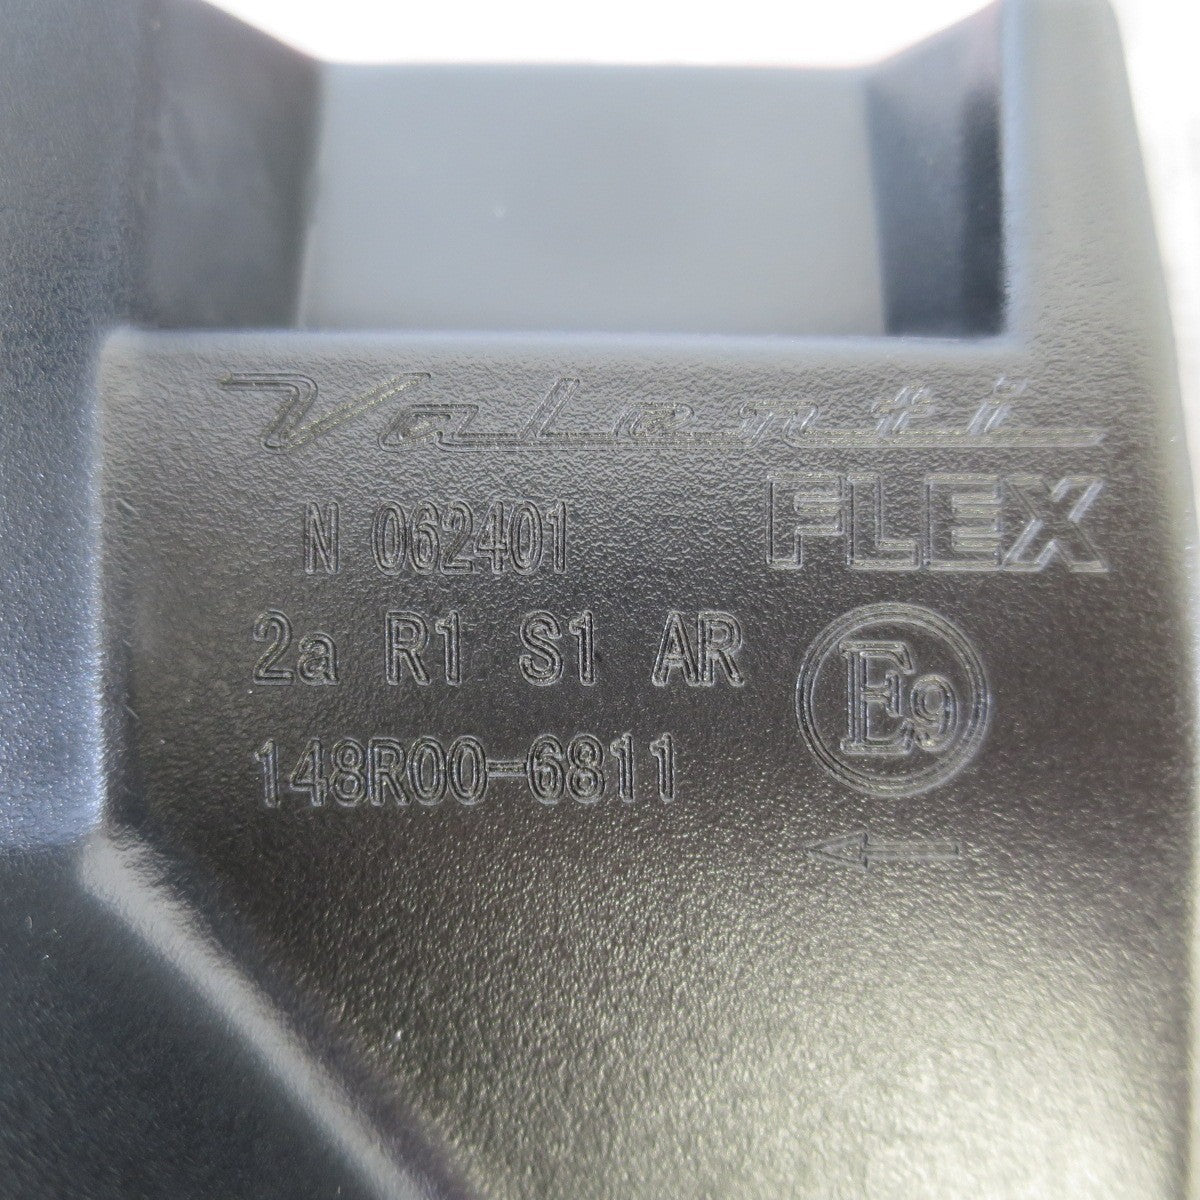 Valenti
FLEX
N 062401
2a R1 S1 AR
E9
148R00-6811